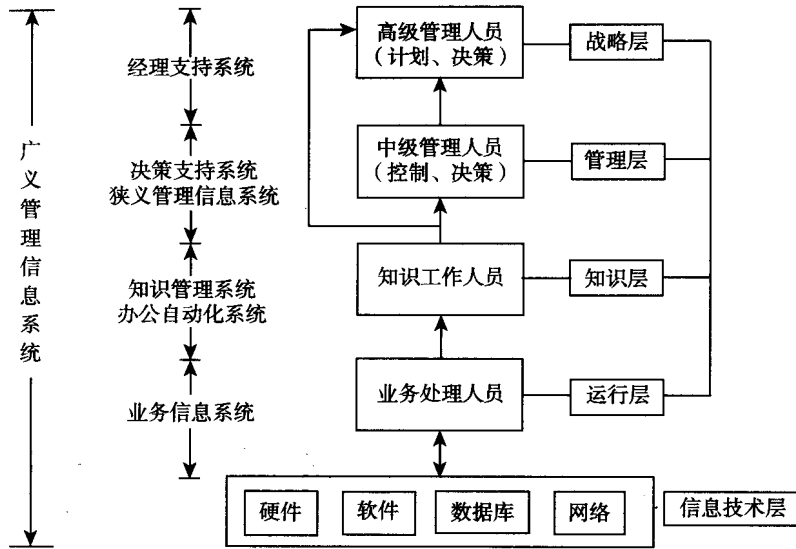 广义管理信息系统
经理支持系统
高级管理人员
（计划、决策）
战略层
决策支持系统
狭义管理信息系统
中级管理人员
（控制、决策）
管理层
知识管理系统
办公自动化系统
知识工作人员
知识层
业务信息系统
业务处理人员
运行层
硬件
软件
数据库
网络
信息技术层